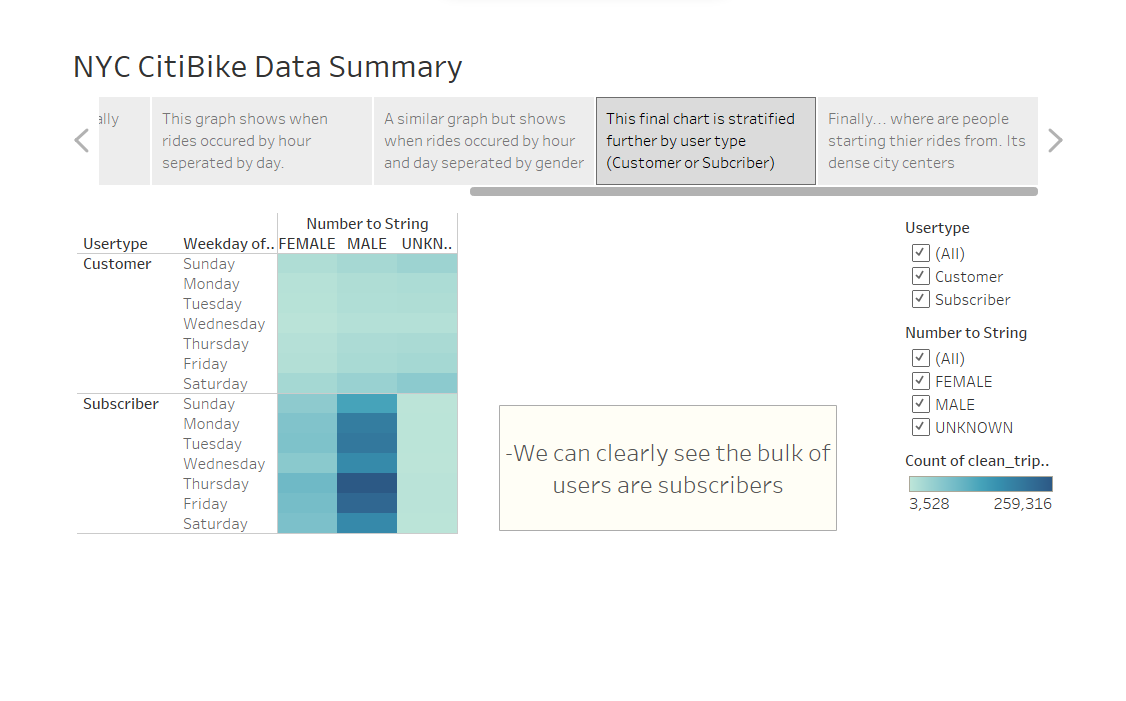 NYC CitiBike Data Summary
ally
This graph shows when
rides occured by hour
seperated by day.
A similar graph but shows
when rides occured by hour
and day seperated by gender
This final chart is stratified
further by user type
(Customer or Subcriber)
Finally... where are people
starting thier rides from. Its
dense city centers
Number to String
Usertype Weekday of.. FEMALE MALE UNKN..
Customer Sunday
Monday
Tuesday
Wednesday
Thursday
Friday
Saturday
Subscriber Sunday
Monday
Tuesday
Wednesday
Thursday
Friday
Saturday
-We can clearly see the bulk of
users are subscribers
Usertype
(All)
Customer
Subscriber
Number to String
(All)
FEMALE
MALE
UNKNOWN
Count of clean_trip..
3,528 259,316